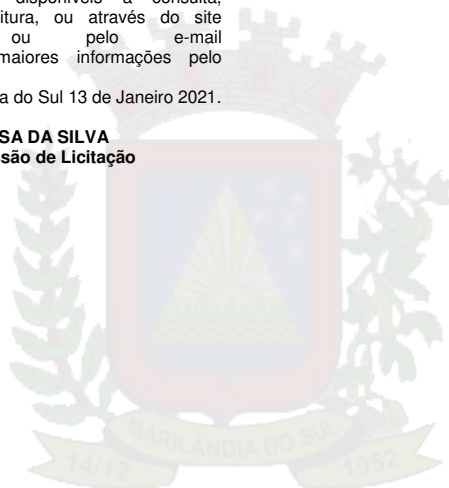 disponíveis à consulta,
itura, ou através do site
ou pelo e-mail
maiores informações pelo
a do Sul 13 de Janeiro 2021.
SA DA SILVA
são de Licitação
MARILÂNDIA DO SUL
14/12 1952